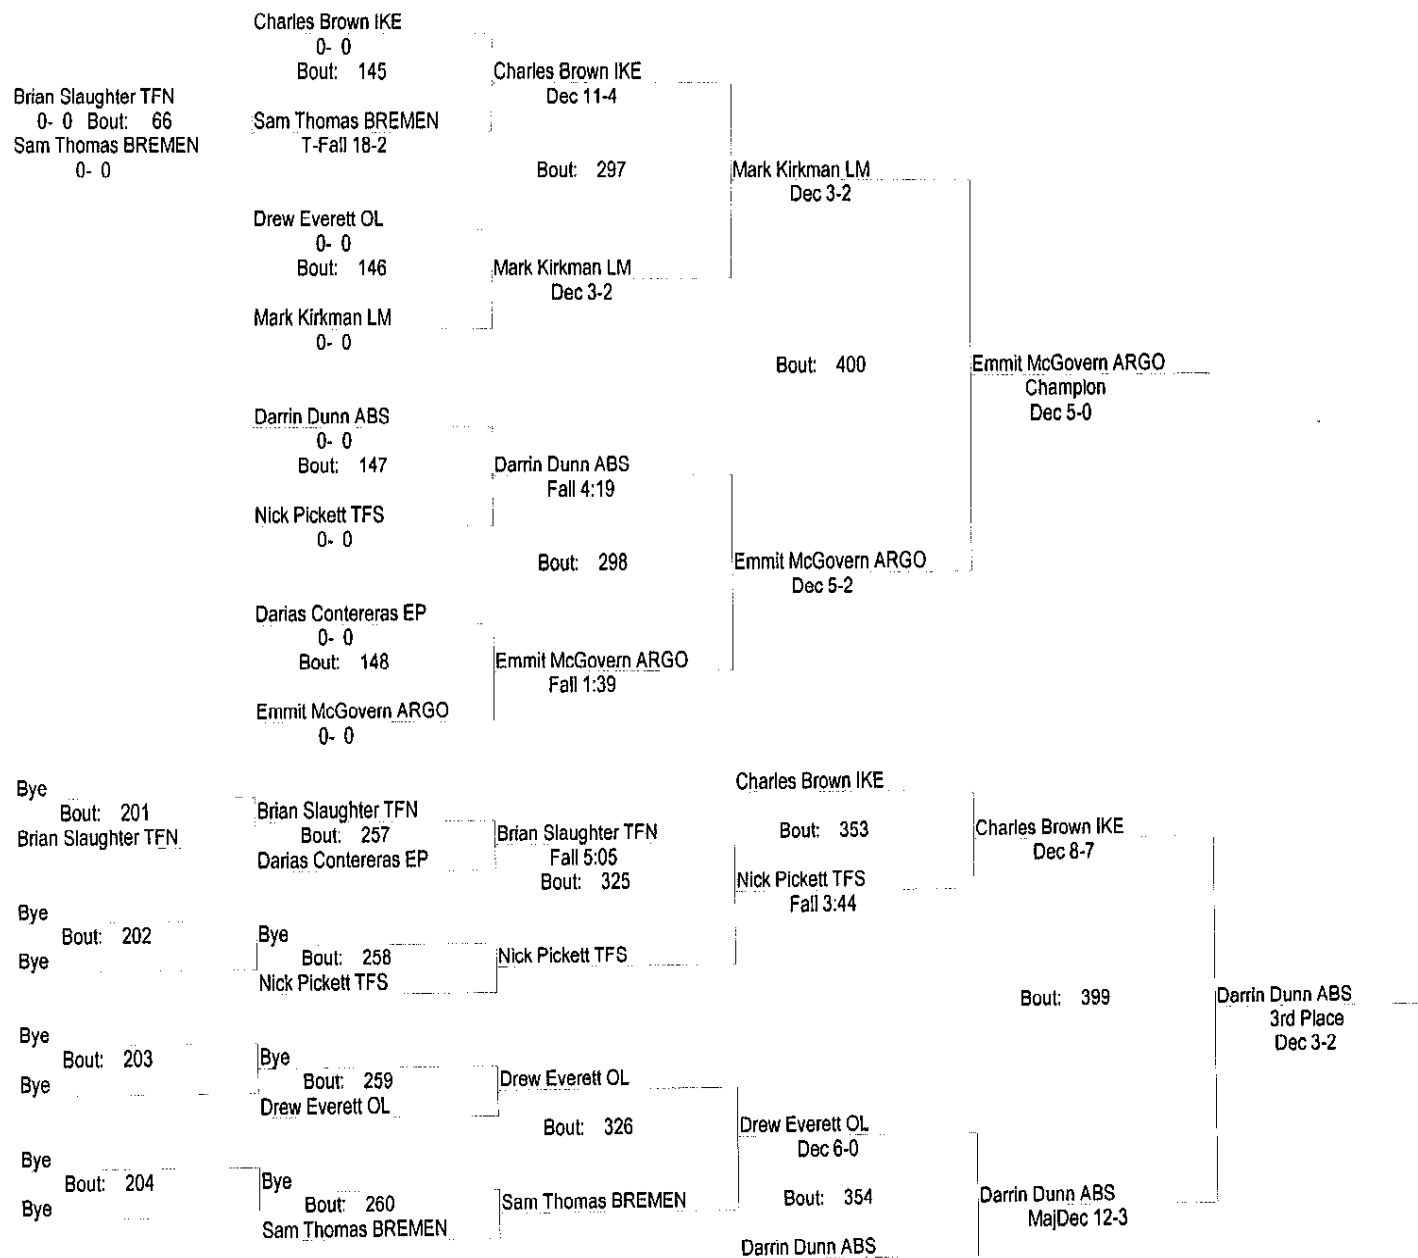 Charles Brown IKE
0- 0
Bout: 145
Charles Brown IKE
Dec 11-4
Brian Slaughter TFN
0- 0 Bout: 66
Sam Thomas BREMEN
0- 0
Sam Thomas BREMEN
T-Fall 18-2
Bout: 297
Mark Kirkman LM
Dec 3-2
Drew Everett OL
0- 0
Bout: 146
Mark Kirkman LM
Dec 3-2
Mark Kirkman LM
0- 0
Bout: 400
Emmit McGovern ARGO
Champion
Dec 5-0
Darrin Dunn ABS
0- 0
Bout: 147
Darrin Dunn ABS
Fall 4:19
Nick Pickett TFS
0- 0
Bout: 298
Emmit McGovern ARGO
Dec 5-2
Darias Contereras EP
0- 0
Bout: 148
Emmit McGovern ARGO
Fall 1:39
Emmit McGovern ARGO
0- 0
Bye
Bout: 201
Brian Slaughter TFN
Brian Slaughter TFN
Bout: 257
Darias Contereras EP
Brian Slaughter TFN
Fall 5:05
Bout: 325
Charles Brown IKE
Bout: 353
Nick Pickett TFS
Fall 3:44
Charles Brown IKE
Dec 8-7
Bye
Bout: 202
Bye
Bye
Bout: 258
Nick Pickett TFS
Nick Pickett TFS
Bout: 399
Darrin Dunn ABS
3rd Place
Dec 3-2
Bye
Bout: 203
Bye
Bye
Bout: 259
Drew Everett OL
Drew Everett OL
Bout: 326
Drew Everett OL
Dec 6-0
Bout: 354
Darrin Dunn ABS
Darrin Dunn ABS
MajDec 12-3
Bye
Bout: 204
Bye
Bye
Bout: 260
Sam Thomas BREMEN
Sam Thomas BREMEN